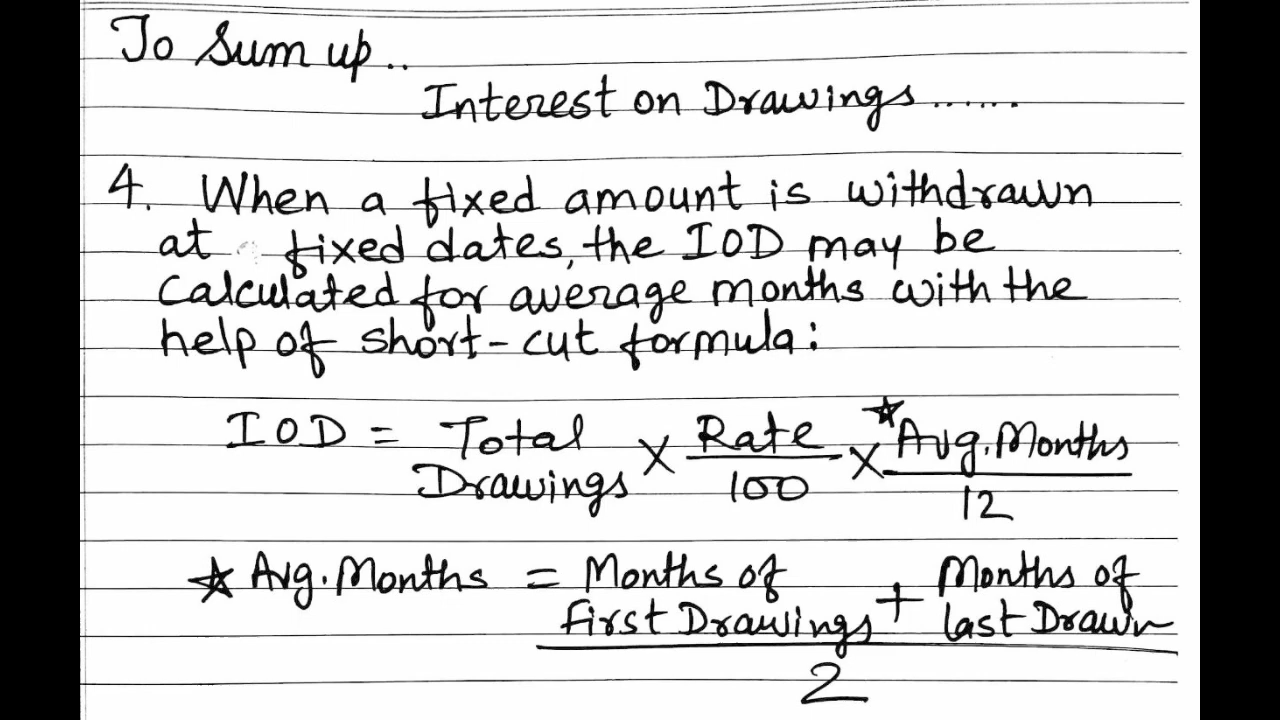 To Sum up..
Interest on Drawings......
4. When a fixed amount is withdrawn
at fixed dates, the IOD may be
calculated for average months with the
help of short-cut formula:
IOD = Total Drawings × Rate/100 × *Avg. Months/12
* Avg. Months = Months of first Drawings + Months of last Drawn
2